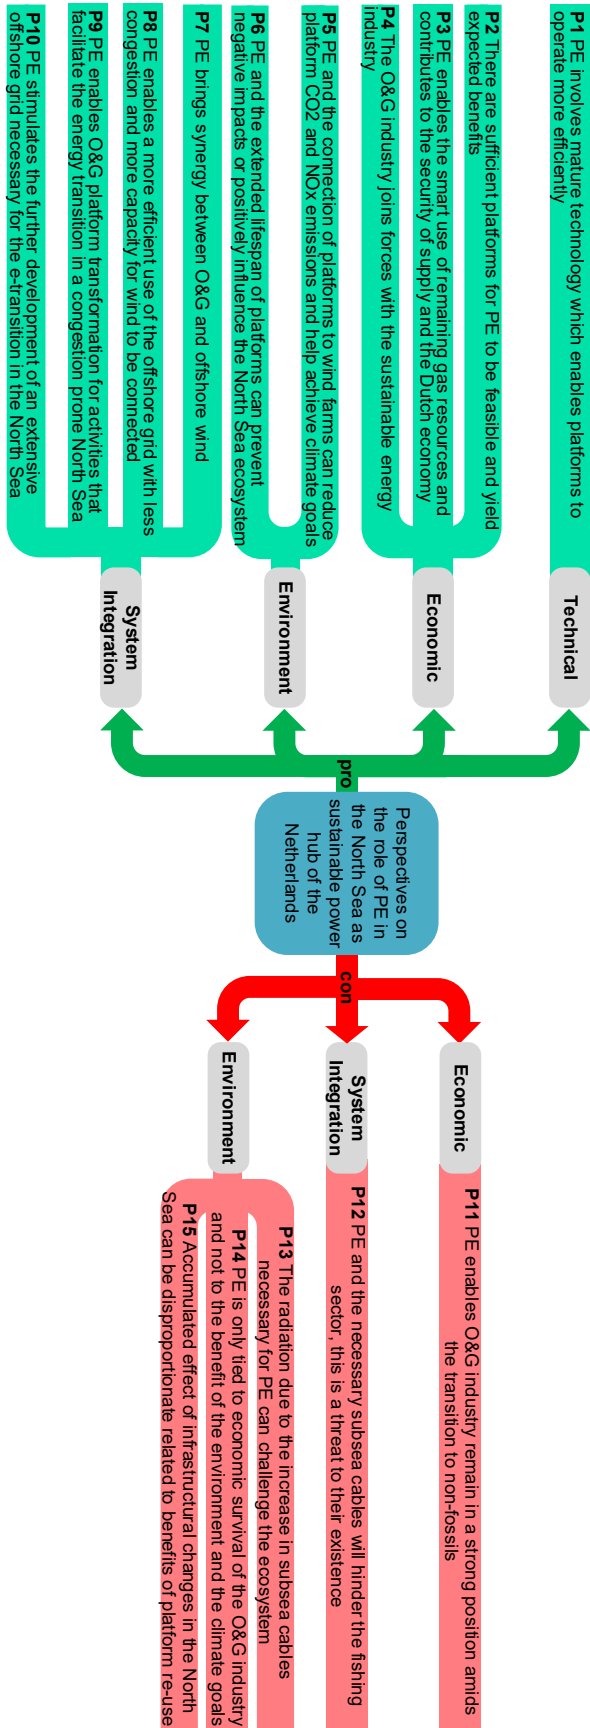 P1 PE involves mature technology which enables platforms to
operate more efficiently
P2 There are sufficient platforms for PE to be feasible and yield
expected benefits
P3 PE enables the smart use of remaining gas resources and
contributes to the security of supply and the Dutch economy
P4 The O&G industry joins forces with the sustainable energy
industry
P5 PE and the connection of platforms to wind farms can reduce
platform CO2 and NOx emissions and help achieve climate goals
P6 PE and the extended lifespan of platforms can prevent
negative impacts or positively influence the North Sea ecosystem
P7 PE brings synergy between O&G and offshore wind
P8 PE enables a more efficient use of the offshore grid with less
congestion and more capacity for wind to be connected
P9 PE enables O&G platform transformation for activities that
facilitate the energy transition in a congestion prone North Sea
P10 PE stimulates the further development of an extensive
offshore grid necessary for the e-transition in the North Sea
Technical
Economic
Environment
System
Integration
pro
Perspectives on
the role of PE in
the North Sea as
sustainable power
hub of the
Netherlands
con
Economic
System
Integration
Environment
P11 PE enables O&G industry remain in a strong position amids
the transition to non-fossils
P12 PE and the necessary subsea cables will hinder the fishing
sector, this is a threat to their existence
P13 The radiation due to the increase in subsea cables
necessary for PE can challenge the ecosystem
P14 PE is only tied to economic survival of the O&G industry
and not to the benefit of the environment and the climate goals
P15 Accumulated effect of infrastructural changes in the North
Sea can be disproportionate related to benefits of platform re-use